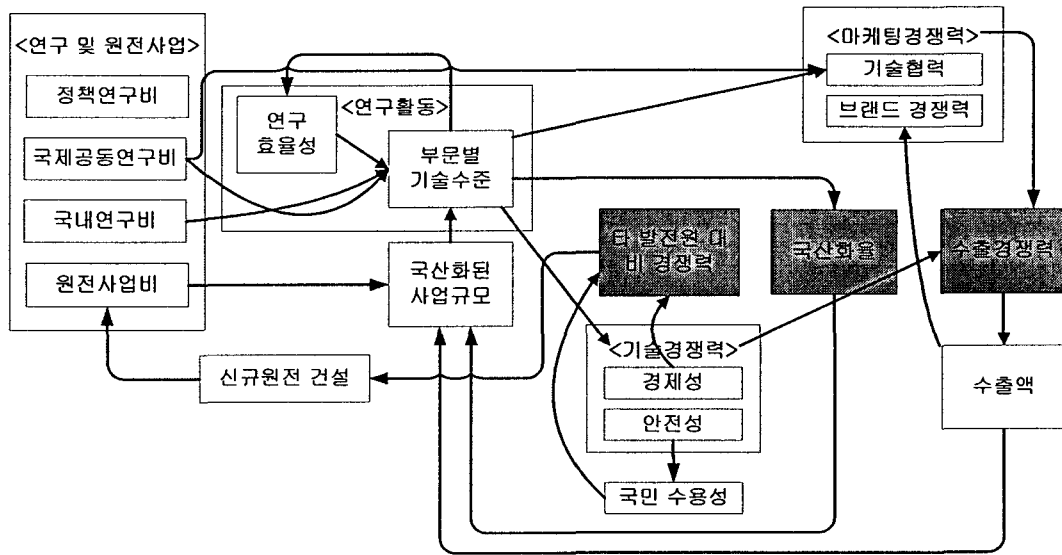 <연구 및 원전사업>
정책연구비
국제공동연구비
국내연구비
원전사업비
<연구활동>
연구
효율성
부문별
기술수준
국산화된
사업규모
신규원전 건설
<마케팅경쟁력>
기술협력
브랜드 경쟁력
타 발전원 대
비 경쟁력
국산화율
수출경쟁력
<기술경쟁력>
경제성
안전성
국민 수용성
수출액